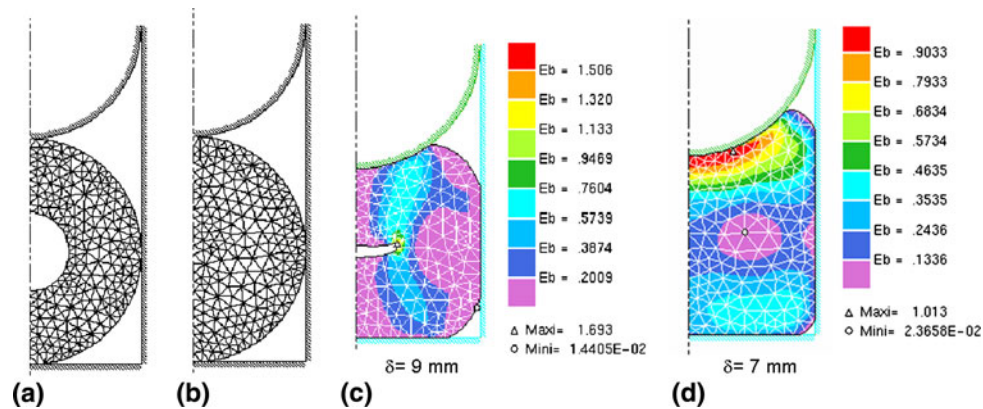 Eb = 1.506
Eb = 1.320
Eb = 1.133
Eb = .9469
Eb = .7604
Eb = .5739
Eb = .3874
Eb = .2009
△ Maxi= 1.693
○ Mini= 1.4405E-02
δ= 9 mm
Eb = .9033
Eb = .7933
Eb = .6834
Eb = .5734
Eb = .4635
Eb = .3535
Eb = .2436
Eb = .1336
△ Maxi= 1.013
○ Mini= 2.3658E-02
δ= 7 mm
(a)
(b)
(c)
(d)